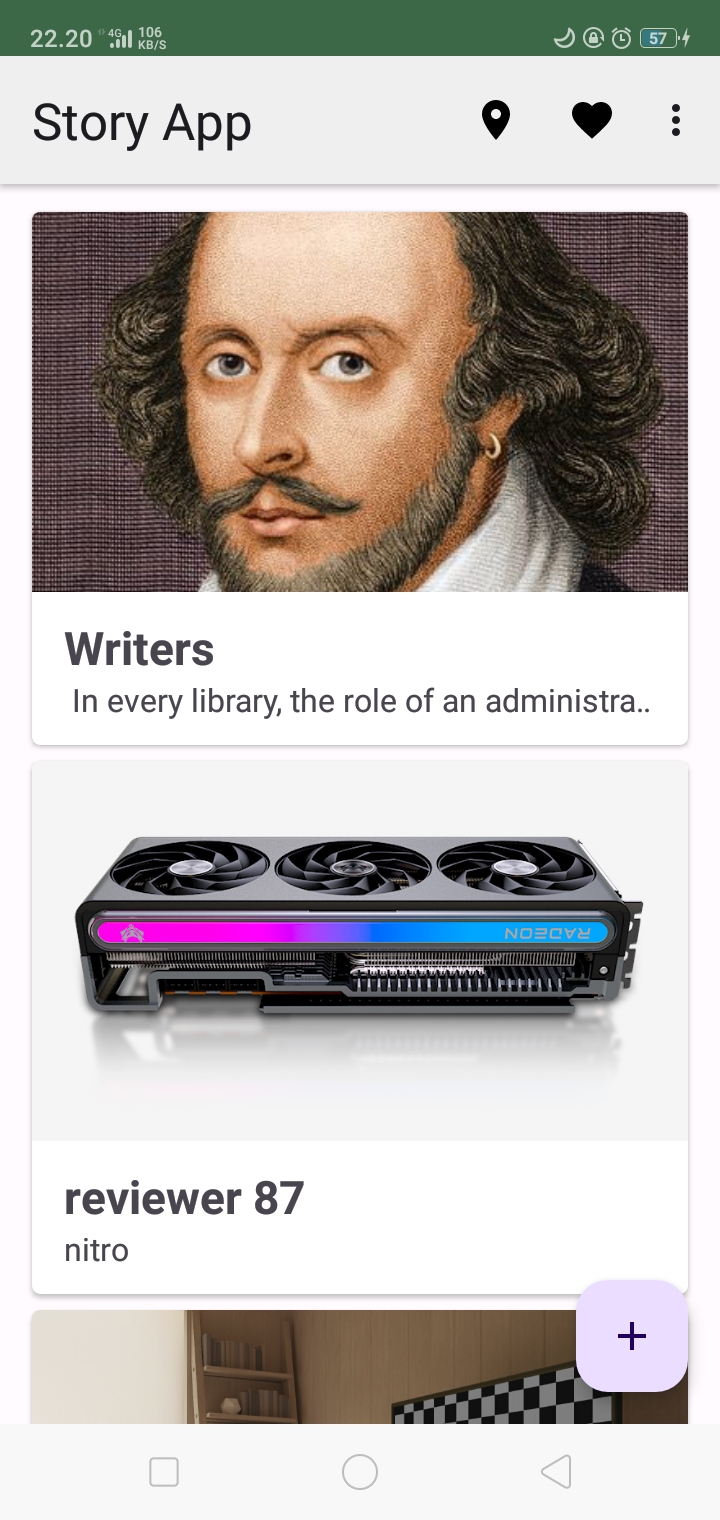 22.20 4G 106 KB/S 57
Story App
Writers
In every library, the role of an administra..
RADEON
reviewer 87
nitro